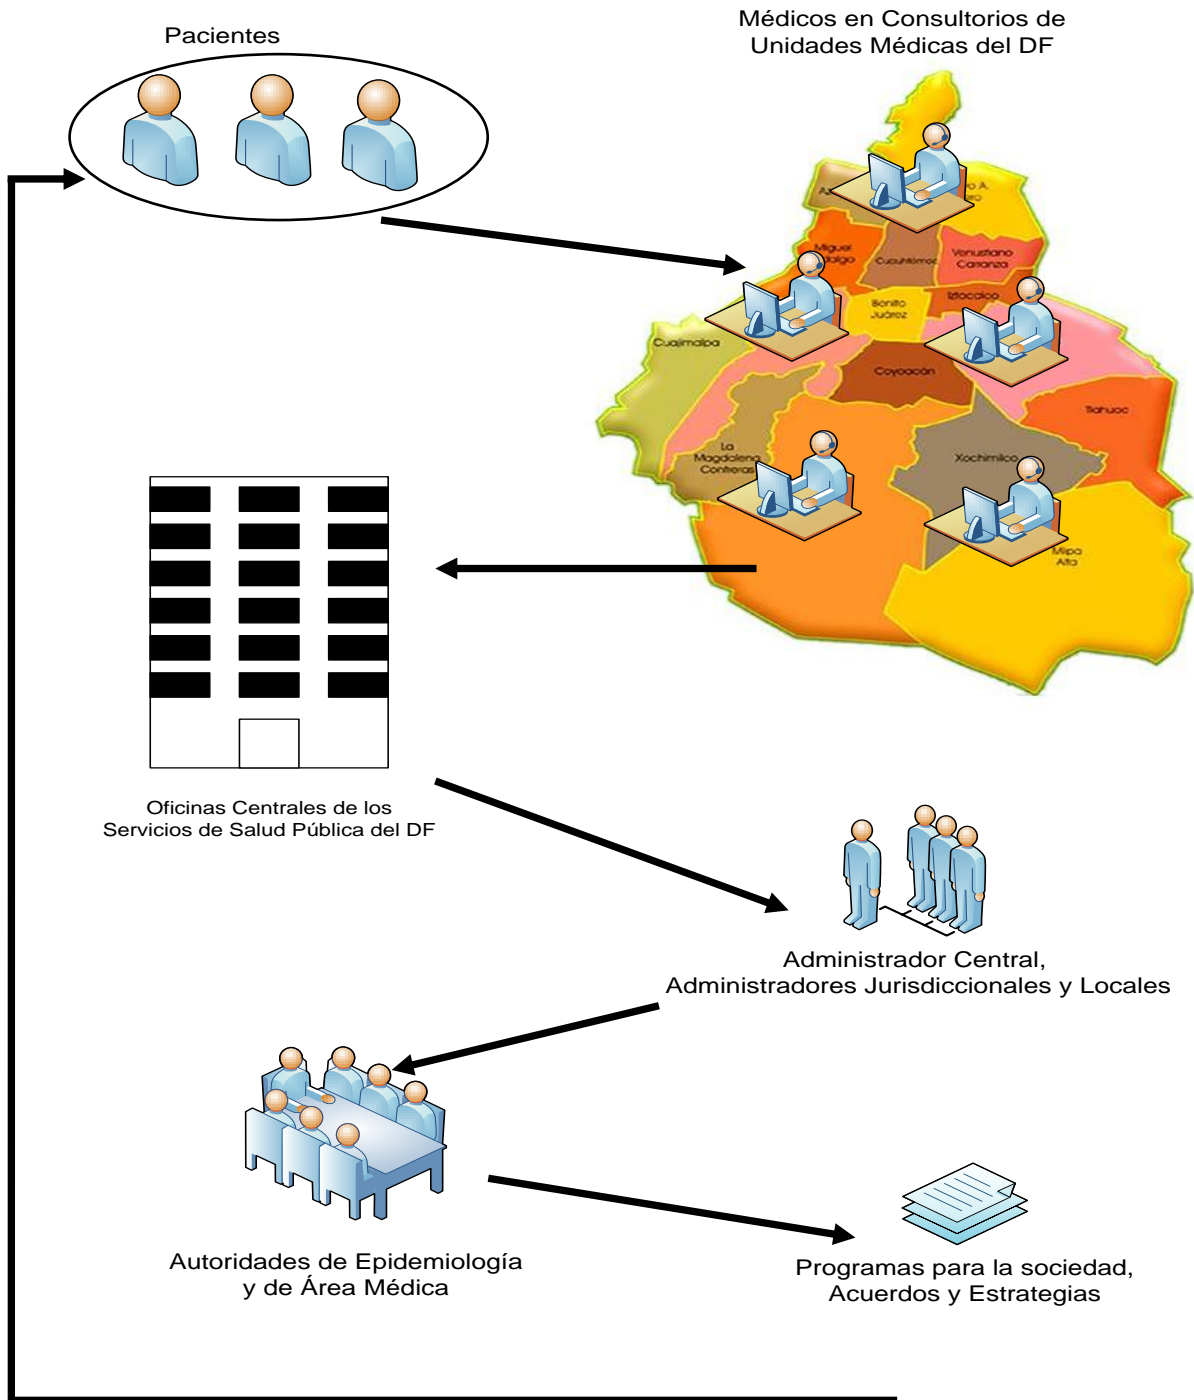 Pacientes
Médicos en Consultorios de
Unidades Médicas del DF
Miguel
Cuauhtémoc
Venustiano
Carranza
Iztacalco
Benito
Juárez
Cuajimalpa
Coyoacán
Tlahuac
La
Magdalena
Contreras
Xochimilco
Milpa
Alta
Oficinas Centrales de los
Servicios de Salud Pública del DF
Administrador Central,
Administradores Jurisdiccionales y Locales
Autoridades de Epidemiología
y de Área Médica
Programas para la sociedad,
Acuerdos y Estrategias